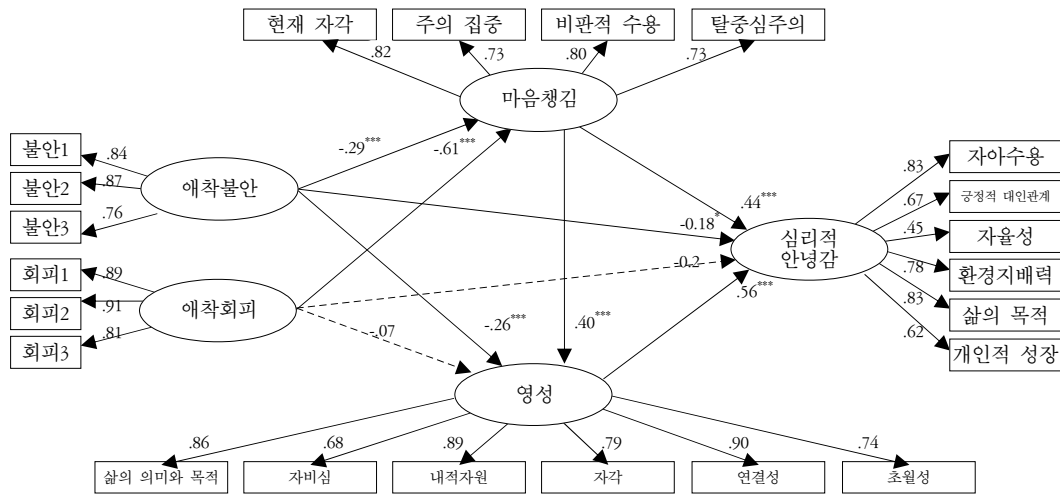 현재 자각
주의 집중
비판적 수용
탈중심주의
.82
.73
.80
.73
마음챙김
불안1
불안2
불안3
.84
.87
.76
애착불안
-.29***
-.61***
회피1
회피2
회피3
.89
.91
.81
애착회피
-0.18*
.44***
-0.2
-.07
-.26***
.40***
.56***
심리적
안녕감
.83
.67
.45
.78
.83
.62
자아수용
긍정적 대인관계
자율성
환경지배력
삶의 목적
개인적 성장
영성
.86
.68
.89
.79
.90
.74
삶의 의미와 목적
자비심
내적자원
자각
연결성
초월성